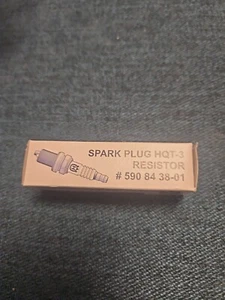 SPARK PLUG HQT-3
RESISTOR
# 590 84 38-01